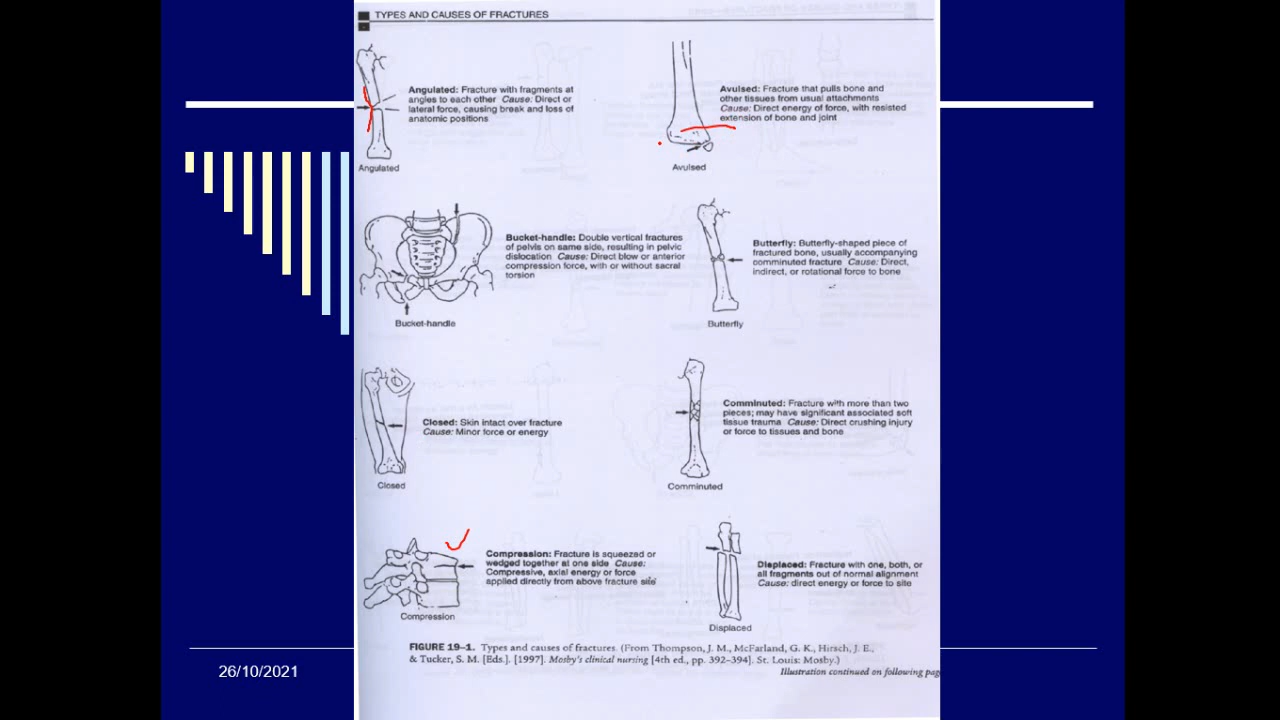 TYPES AND CAUSES OF FRACTURES
Angulated: Fracture with fragments at
angles to each other Cause: Direct or
lateral force, causing break and loss of
anatomic positions
Angulated
Avulsed: Fracture that pulls bone and
other tissues from usual attachments
Cause: Direct energy of force, with resisted
extension of bone and joint
Avulsed
Bucket-handle: Double vertical fractures
of pelvis on same side, resulting in pelvic
dislocation Cause: Direct blow or anterior
compression force, with or without sacral
torsion
Bucket-handle
Butterfly: Butterfly-shaped piece of
fractured bone, usually accompanying
comminuted fracture Cause: Direct,
indirect, or rotational force to bone
Butterfly
Closed: Skin intact over fracture
Cause: Minor force or energy
Closed
Comminuted: Fracture with more than two
pieces; may have significant associated soft
tissue trauma Cause: Direct crushing injury
or force to tissues and bone
Comminuted
Compression: Fracture is squeezed or
wedged together at one side Cause:
Compressive, axial energy or force
applied directly from above fracture site
Compression
Displaced: Fracture with one, both, or
all fragments out of normal alignment
Cause: direct energy or force to site
Displaced
FIGURE 19–1. Types and causes of fractures. (From Thompson, J. M., McFarland, G. K., Hirsch, J. E.,
& Tucker, S. M. [Eds.]. [1997]. Mosby's clinical nursing [4th ed., pp. 392–394]. St. Louis: Mosby.)
Illustration continued on following pag
26/10/2021